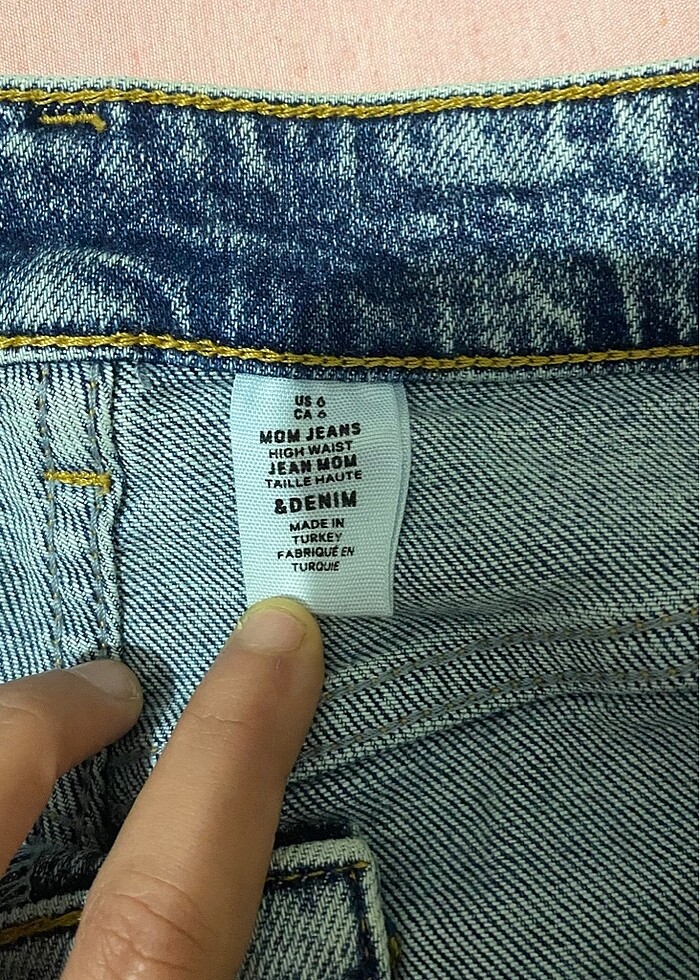 US 6
CA 6
MOM JEANS
HIGH WAIST
JEAN MOM
TAILLE HAUTE
&DENIM
MADE IN
TURKEY
FABRIQUÉ EN
TURQUIE